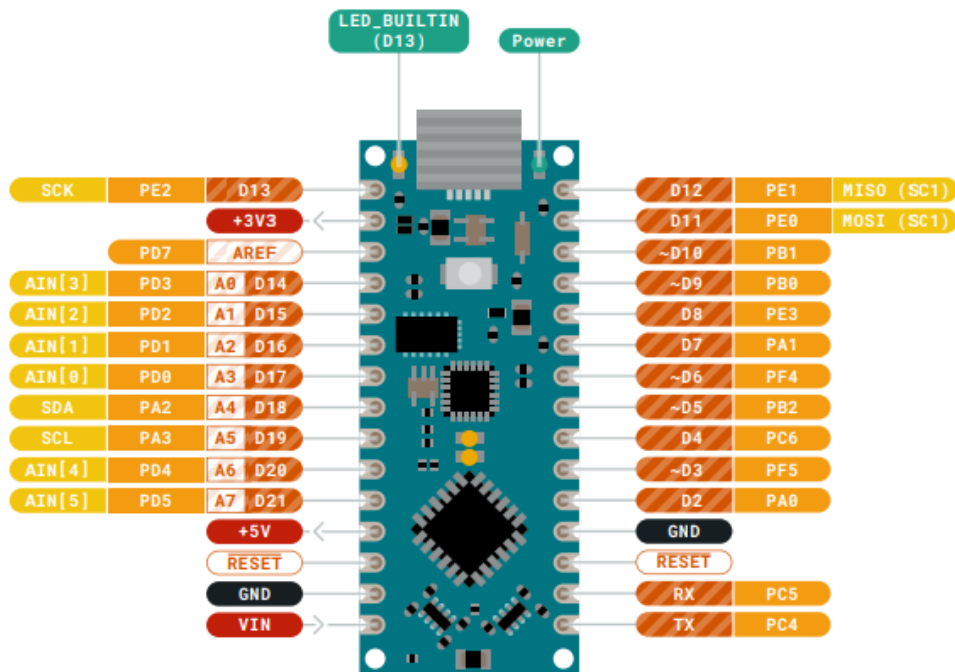 LED_BUILTIN
(D13)
Power
SCK PE2 D13
+3V3
PD7 AREF
AIN[3] PD3 A0 D14
AIN[2] PD2 A1 D15
AIN[1] PD1 A2 D16
AIN[0] PD0 A3 D17
SDA PA2 A4 D18
SCL PA3 A5 D19
AIN[4] PD4 A6 D20
AIN[5] PD5 A7 D21
+5V
RESET
GND
VIN
D12 PE1 MISO (SC1)
D11 PE0 MOSI (SC1)
~D10 PB1
~D9 PB0
D8 PE3
D7 PA1
~D6 PF4
~D5 PB2
D4 PC6
~D3 PF5
D2 PA0
GND
RESET
RX PC5
TX PC4